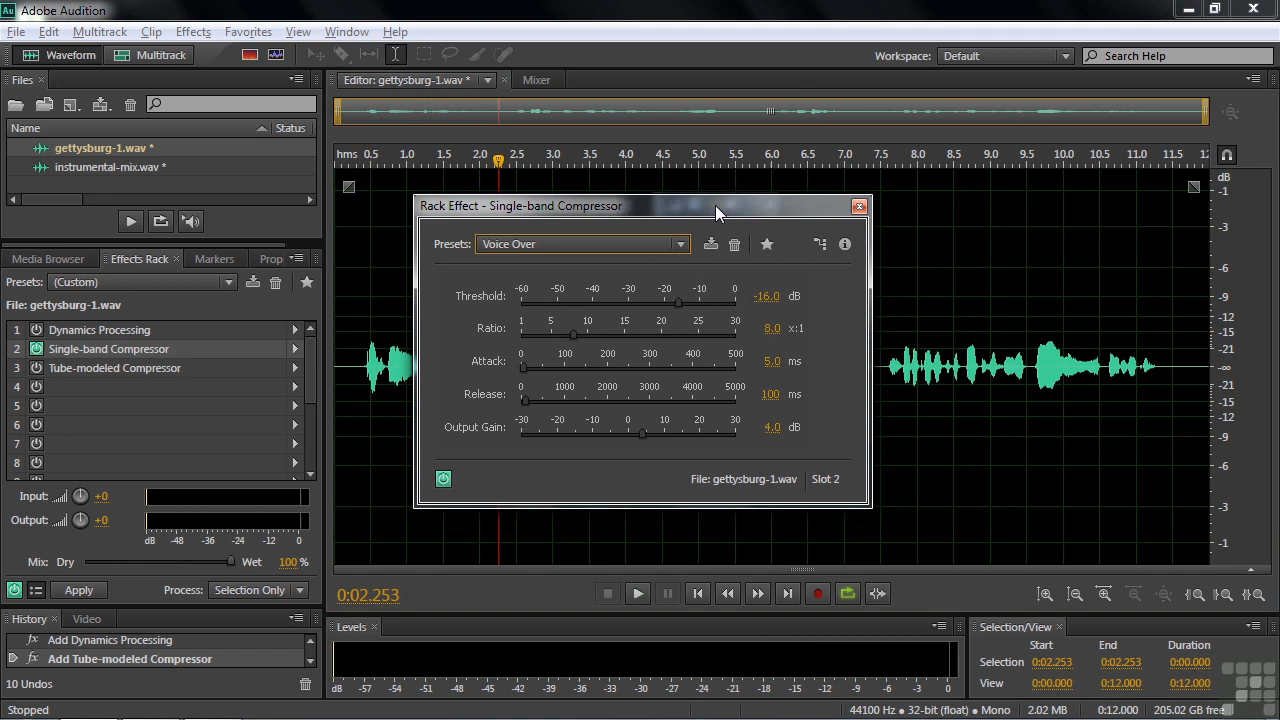 Au Adobe Audition
File Edit Multitrack Clip Effects Favorites View Window Help
Waveform Multitrack Workspace: Default Search Help
Files × Editor: gettysburg-1.wav * × Mixer
Name Status
gettysburg-1.wav *
instrumental-mix.wav *
hms 0.5 1.0 1.5 2.0 2.5 3.0 3.5 4.0 4.5 5.0 5.5 6.0 6.5 7.0 7.5 8.0 8.5 9.0 9.5 10.0 10.5 11.0 11.5
dB
-1
-3
-6
-9
-12
-15
-21
-∞
-21
-15
-12
-9
-6
-3
-1
Rack Effect - Single-band Compressor
Presets: Voice Over
-60 -50 -40 -30 -20 -10 0
Threshold: -16.0 dB
1 5 10 15 20 25 30
Ratio: 8.0 x:1
0 100 200 300 400 500
Attack: 5.0 ms
0 1000 2000 3000 4000 5000
Release: 100 ms
-30 -20 -10 0 10 20 30
Output Gain: 4.0 dB
File: gettysburg-1.wav Slot 2
Media Browser Effects Rack × Markers Prop
Presets: (Custom)
File: gettysburg-1.wav
1 Dynamics Processing
2 Single-band Compressor
3 Tube-modeled Compressor
4
5
6
7
8
Input: +0
Output: +0
dB -48 -36 -24 -12 0
Mix: Dry Wet 100 %
Apply Process: Selection Only
0:02.253
History × Video
Add Dynamics Processing
Add Tube-modeled Compressor
10 Undos
Levels ×
dB -57 -54 -51 -48 -45 -42 -39 -36 -33 -30 -27 -24 -21 -18 -15 -12 -9 -6 -3 0
Selection/View ×
Start End Duration
Selection 0:02.253 0:02.253 0:00.000
View 0:00.000 0:12.000 0:12.000
Stopped 44100 Hz ● 32-bit (float) ● Mono 2.02 MB 0:12.000 205.02 GB free